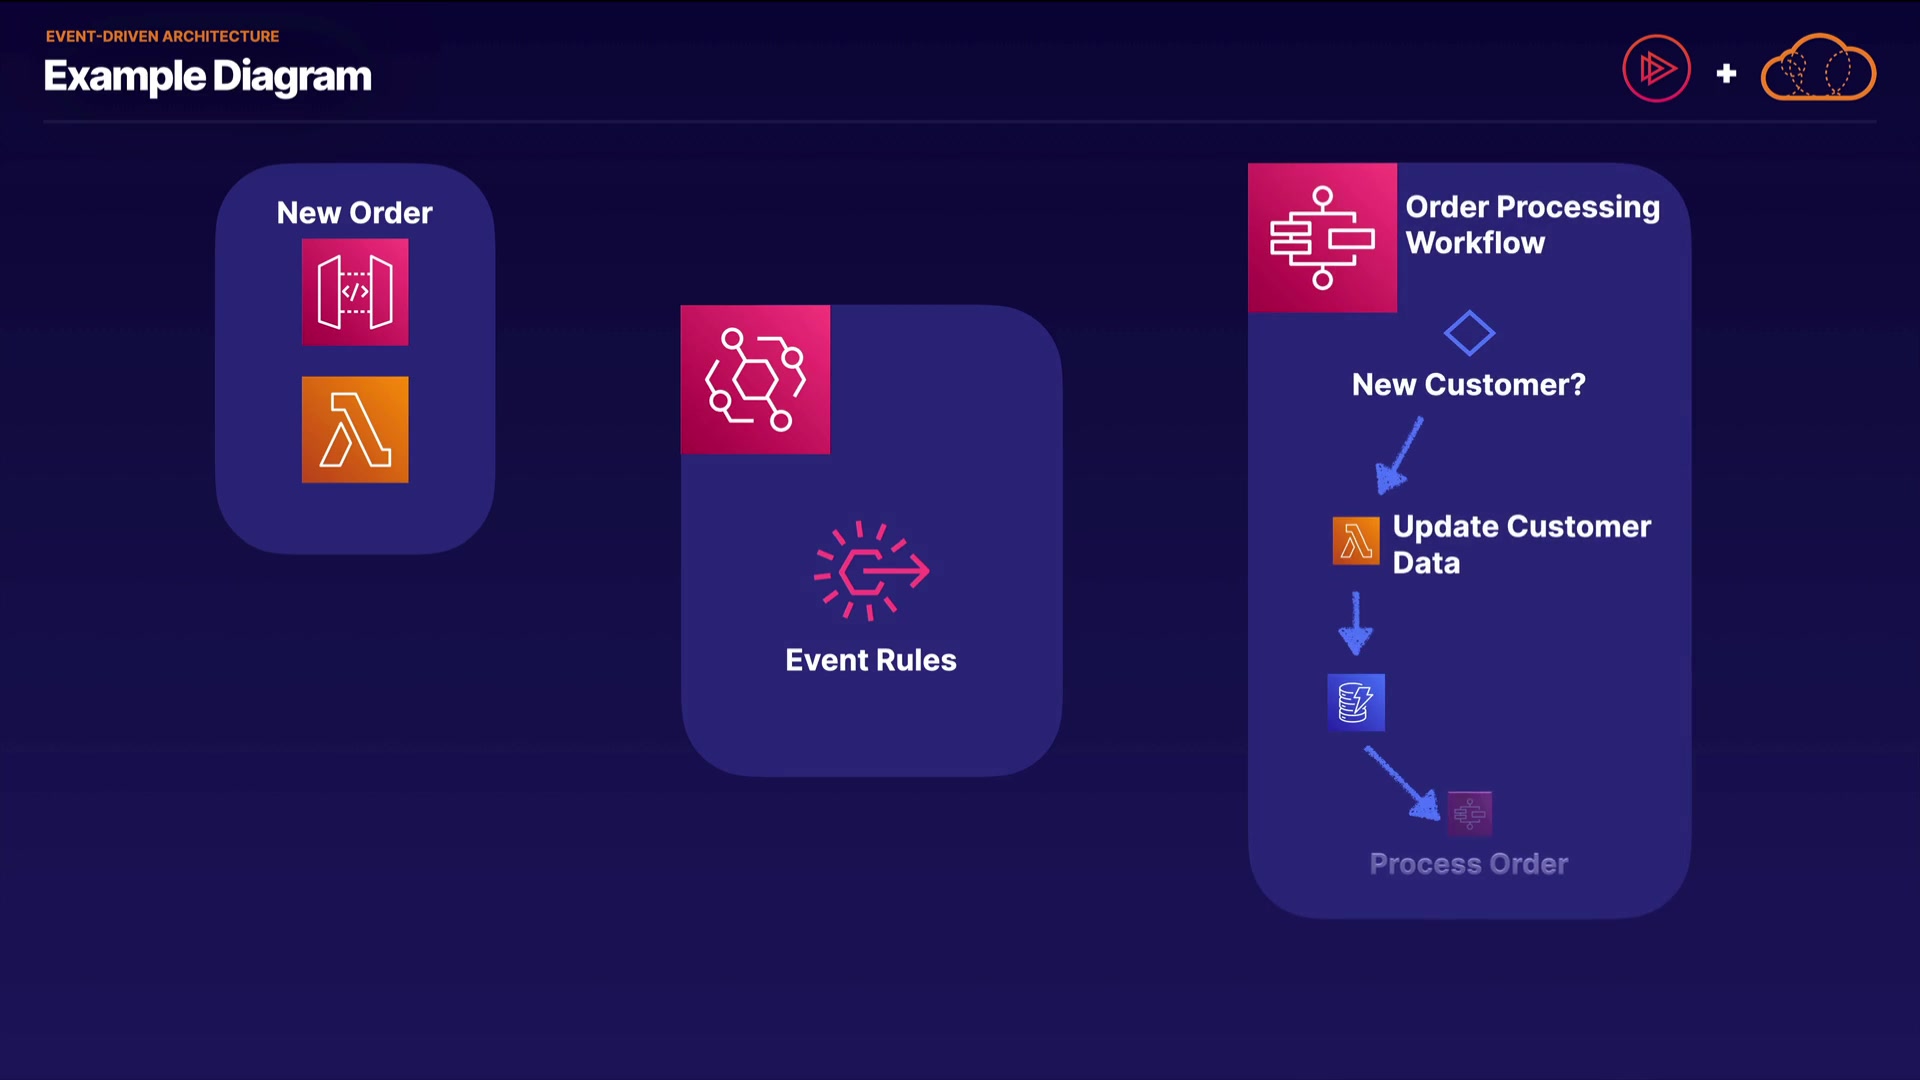 EVENT-DRIVEN ARCHITECTURE
Example Diagram
New Order
</>
Event Rules
Order Processing
Workflow
New Customer?
Update Customer
Data
Process Order